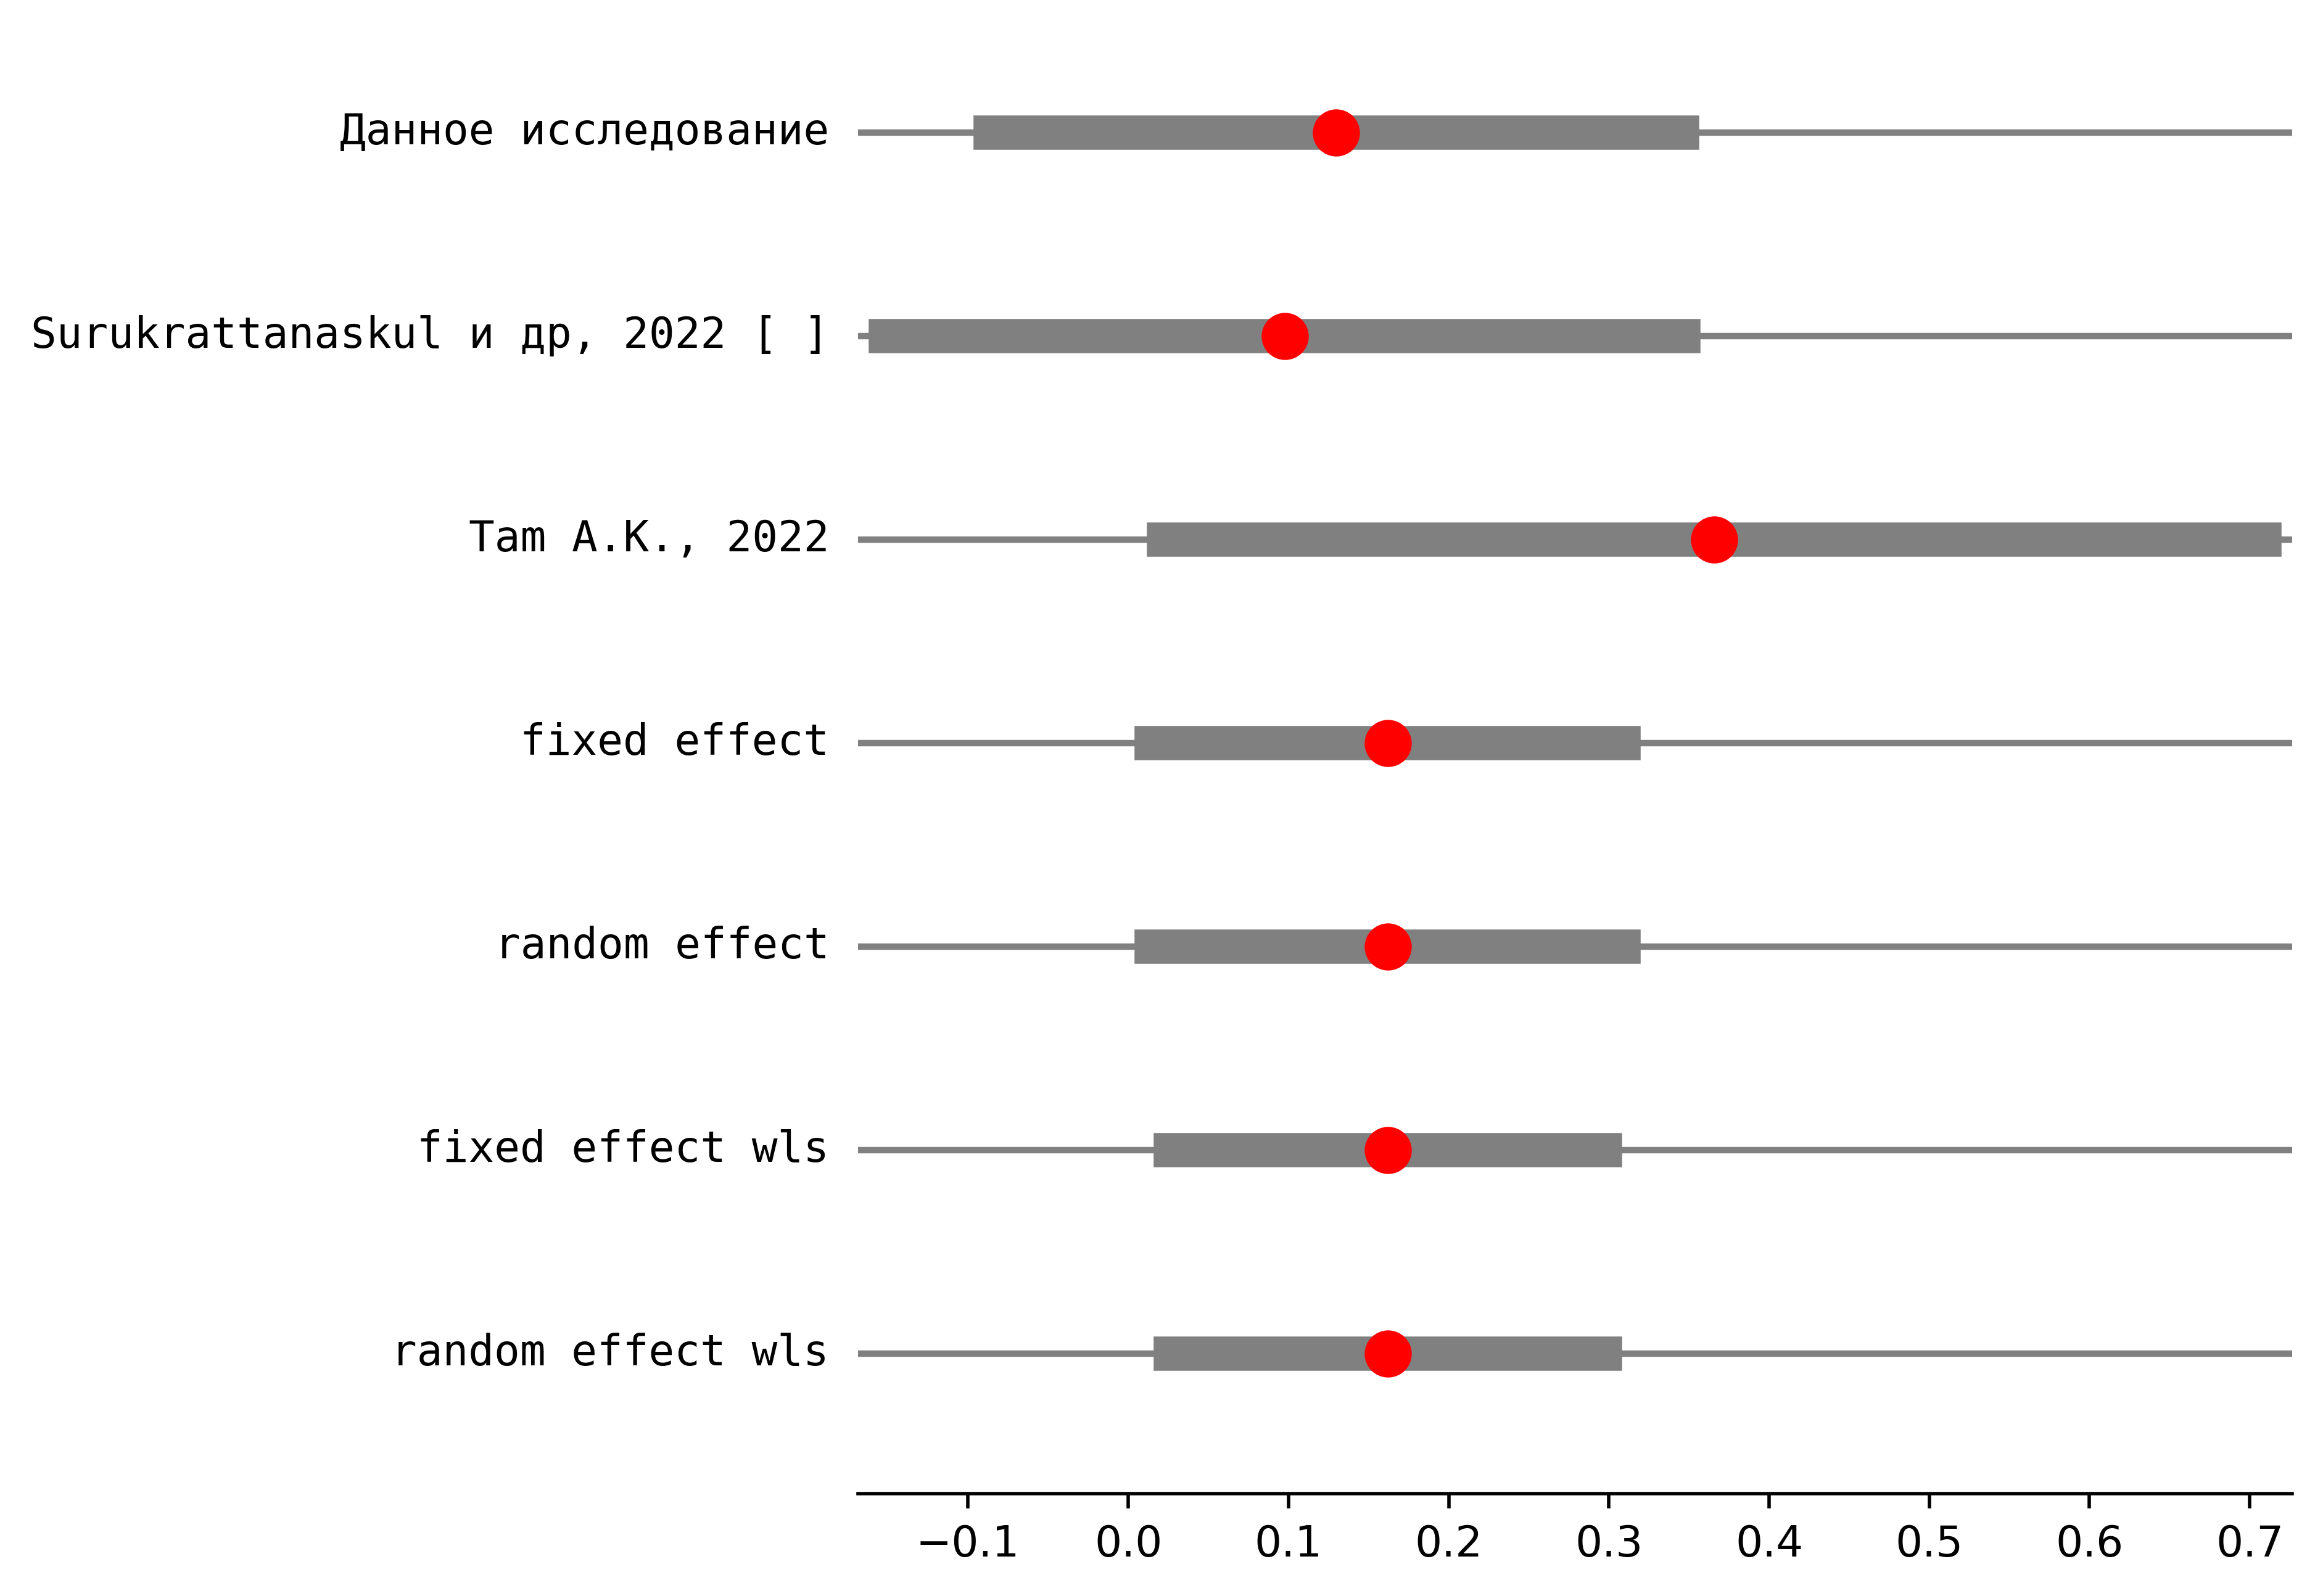 Данное исследование
Surukrattanaskul и др, 2022 [ ]
Tam A.K., 2022
fixed effect
random effect
fixed effect wls
random effect wls
−0.1 0.0 0.1 0.2 0.3 0.4 0.5 0.6 0.7